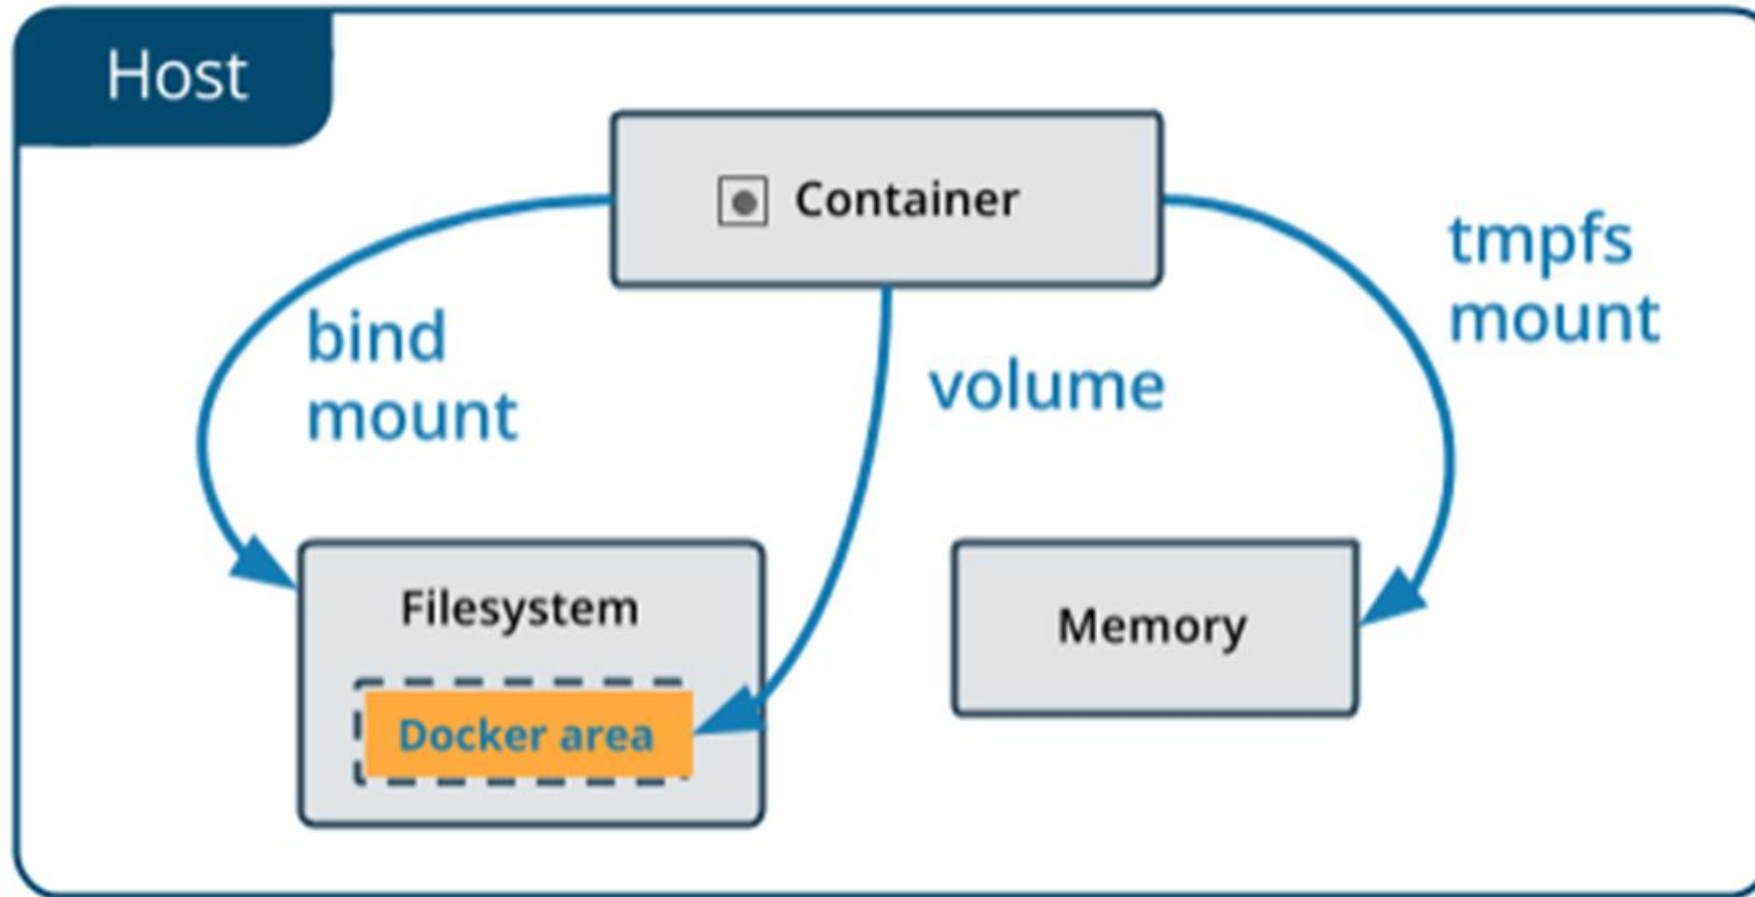 Host
Container
bind
mount
volume
tmpfs
mount
Filesystem
Docker area
Memory